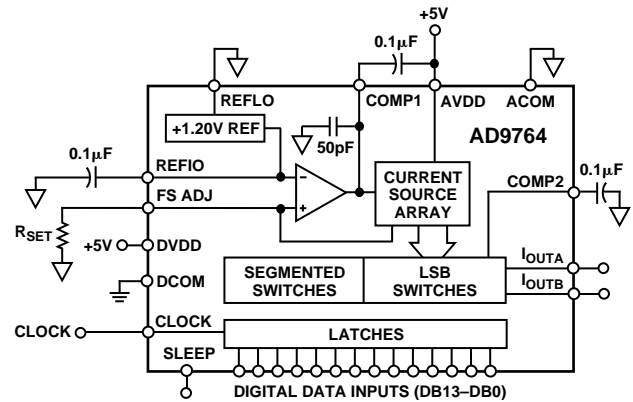 +5V
0.1µF
REFLO
COMP1
AVDD
ACOM
+1.20V REF
50pF
AD9764
0.1µF
REFIO
−
+
CURRENT
SOURCE
ARRAY
COMP2
0.1µF
FS ADJ
RSET
+5V
DVDD
DCOM
SEGMENTED
SWITCHES
LSB
SWITCHES
IOUTA
IOUTB
CLOCK
CLOCK
LATCHES
SLEEP
DIGITAL DATA INPUTS (DB13–DB0)